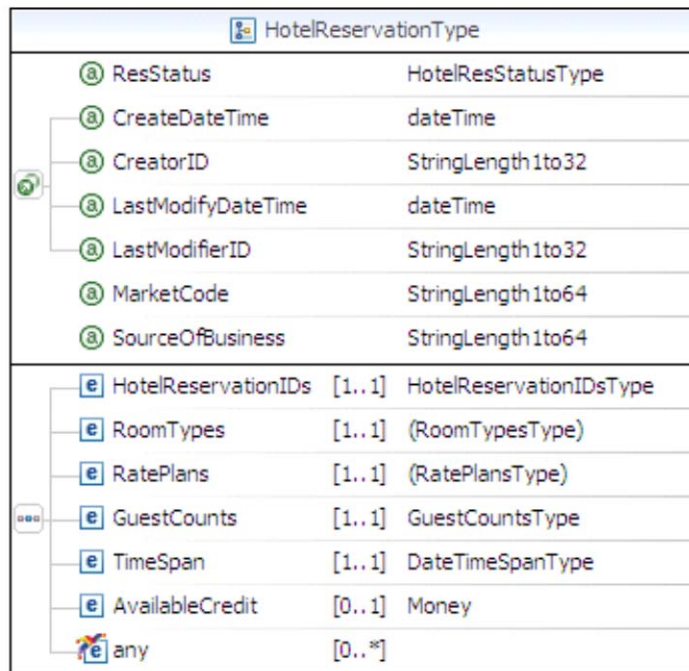 HotelReservationType
ResStatus HotelResStatusType
CreateDateTime dateTime
CreatorID StringLength1to32
LastModifyDateTime dateTime
LastModifierID StringLength1to32
MarketCode StringLength1to64
SourceOfBusiness StringLength1to64
HotelReservationIDs [1..1] HotelReservationIDsType
RoomTypes [1..1] (RoomTypesType)
RatePlans [1..1] (RatePlansType)
GuestCounts [1..1] GuestCountsType
TimeSpan [1..1] DateTimeSpanType
AvailableCredit [0..1] Money
any [0..*]